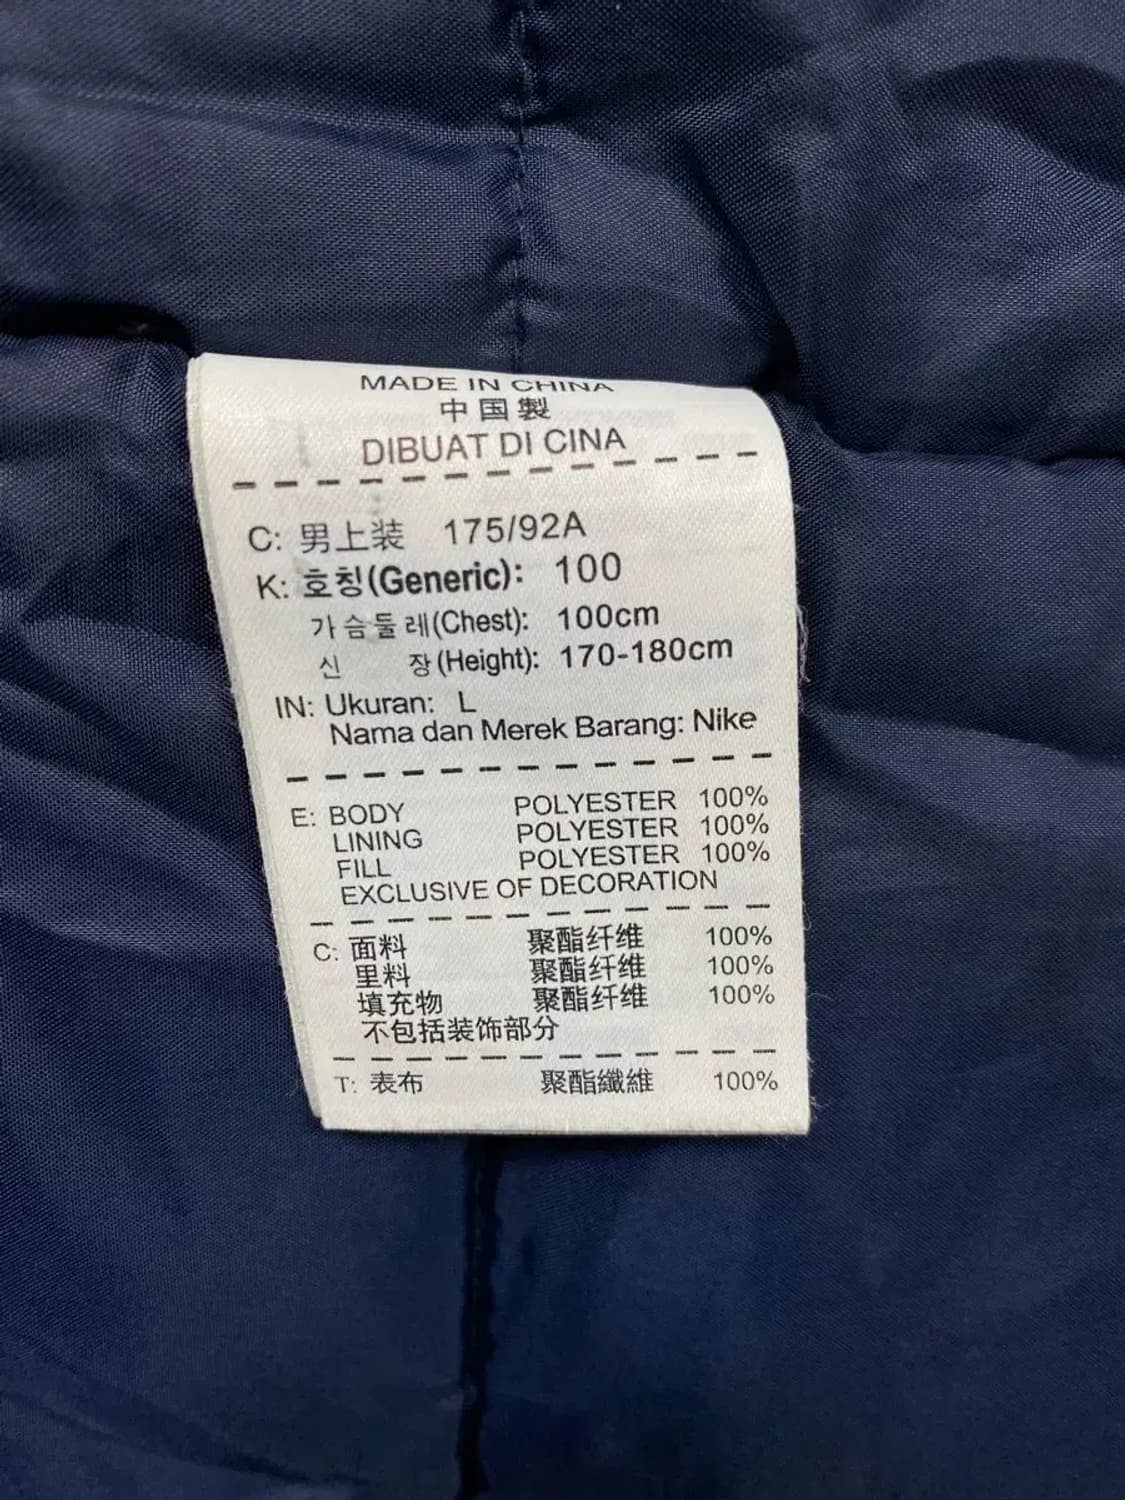 MADE IN CHINA
中国製
DIBUAT DI CINA
C: 男上装 175/92A
K: 호칭(Generic): 100
가슴둘레(Chest): 100cm
신 장(Height): 170-180cm
IN: Ukuran: L
Nama dan Merek Barang: Nike
E: BODY POLYESTER 100%
LINING POLYESTER 100%
FILL POLYESTER 100%
EXCLUSIVE OF DECORATION
C: 面料 聚酯纤维 100%
里料 聚酯纤维 100%
填充物 聚酯纤维 100%
不包括装饰部分
T: 表布 聚酯纖維 100%